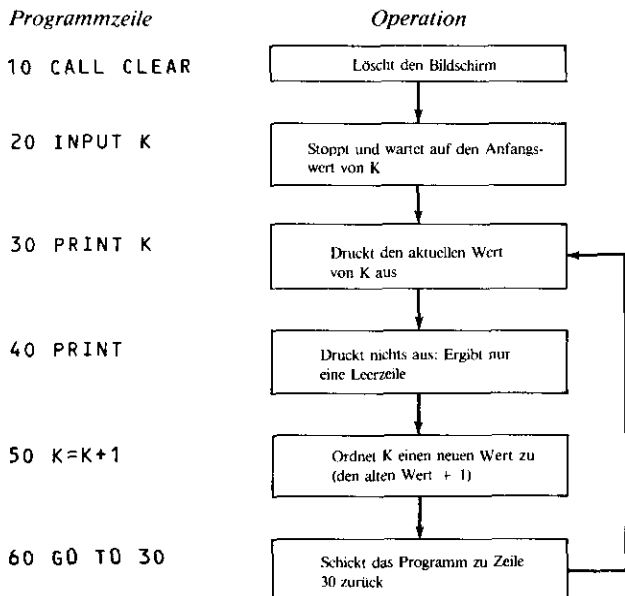 Programmzeile Operation
10 CALL CLEAR
Löscht den Bildschirm
20 INPUT K
Stoppt und wartet auf den Anfangs-
wert von K
30 PRINT K
Druckt den aktuellen Wert
von K aus
40 PRINT
Druckt nichts aus: Ergibt nur
eine Leerzeile
50 K=K+1
Ordnet K einen neuen Wert zu
(den alten Wert + 1)
60 GO TO 30
Schickt das Programm zu Zeile
30 zurück